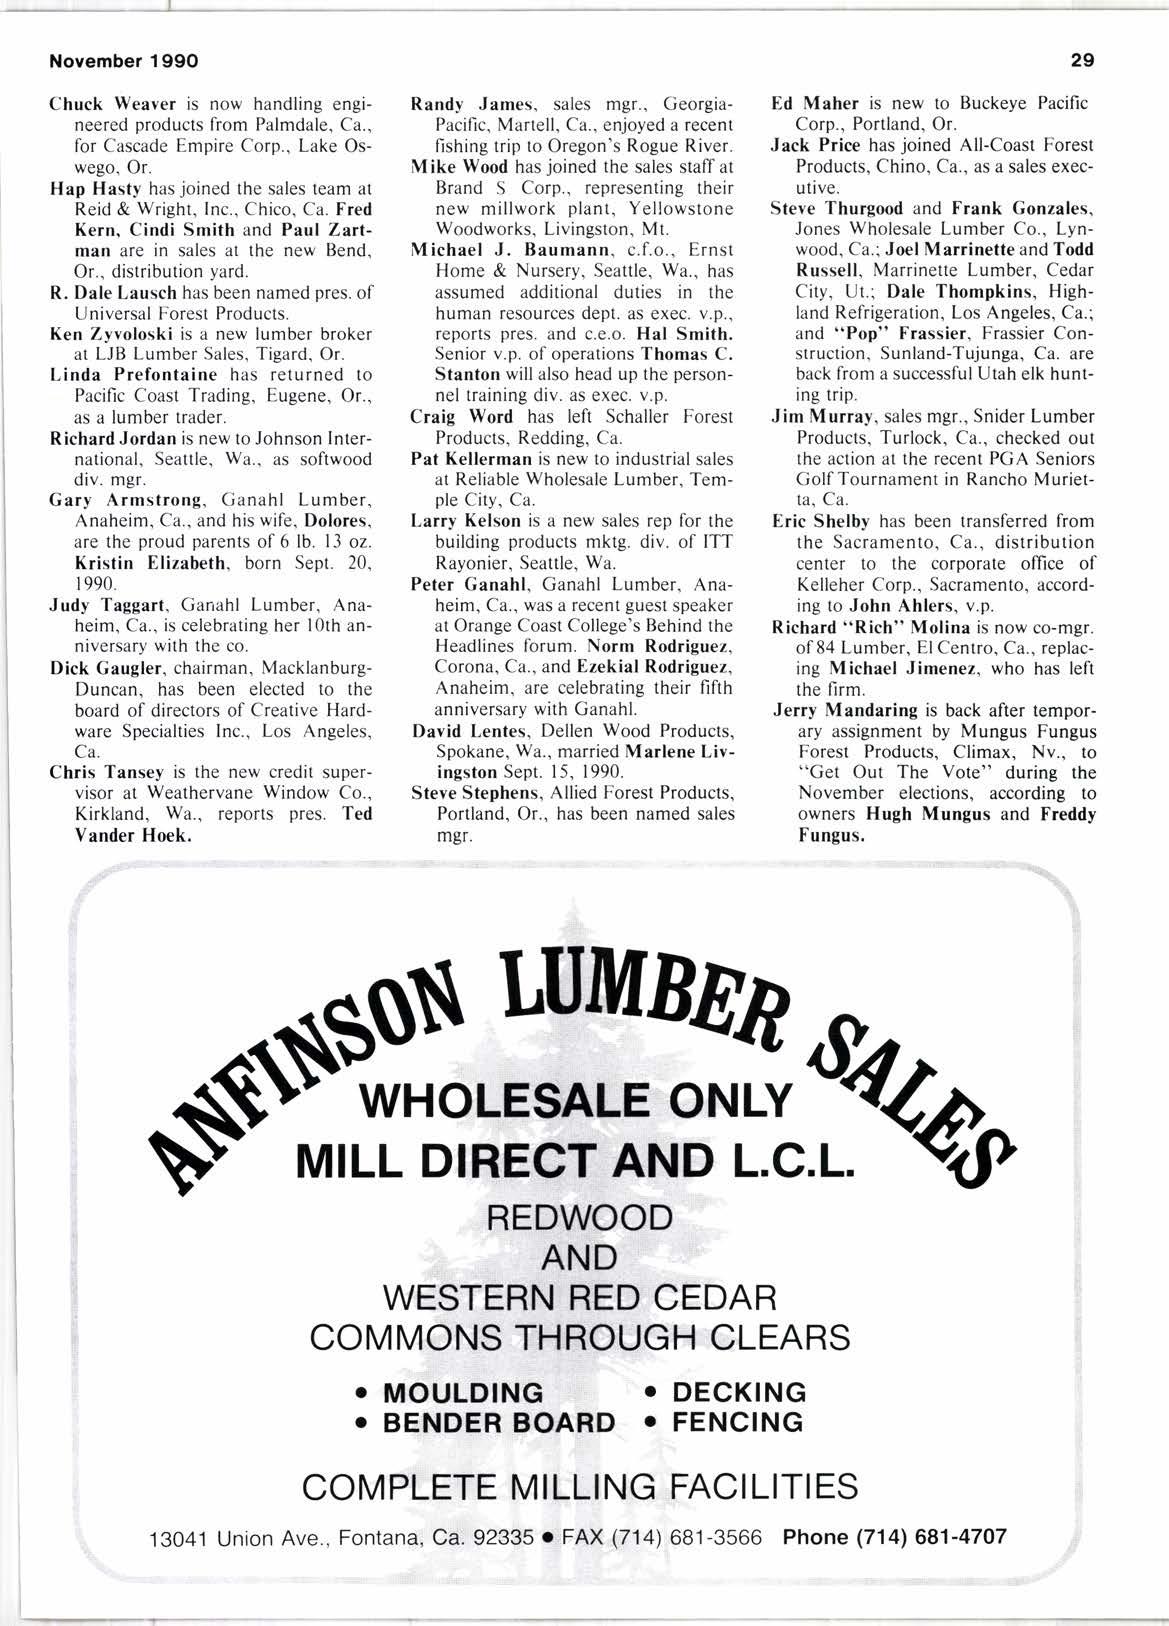 November 1990
29
Chuck Weaver is now handling engi-
neered products from Palmdale, Ca.,
for Cascade Empire Corp., Lake Os-
wego, Or.
Hap Hasty has joined the sales team at
Reid & Wright, Inc., Chico, Ca. Fred
Kern, Cindi Smith and Paul Zart-
man are in sales at the new Bend,
Or., distribution yard.
R. Dale Lausch has been named pres. of
Universal Forest Products.
Ken Zyvoloski is a new lumber broker
at LJB Lumber Sales, Tigard, Or.
Linda Prefontaine has returned to
Pacific Coast Trading, Eugene, Or.,
as a lumber trader.
Richard Jordan is new to Johnson Inter-
national, Seattle, Wa., as softwood
div. mgr.
Gary Armstrong, Ganahl Lumber,
Anaheim, Ca., and his wife, Dolores,
are the proud parents of 6 lb. 13 oz.
Kristin Elizabeth, born Sept. 20,
1990.
Judy Taggart, Ganahl Lumber, Ana-
heim, Ca., is celebrating her 10th an-
niversary with the co.
Dick Gaugler, chairman, Macklanburg-
Duncan, has been elected to the
board of directors of Creative Hard-
ware Specialties Inc., Los Angeles,
Ca.
Chris Tansey is the new credit super-
visor at Weathervane Window Co.,
Kirkland, Wa., reports pres. Ted
Vander Hoek.
Randy James, sales mgr., Georgia-
Pacific, Martell, Ca., enjoyed a recent
fishing trip to Oregon's Rogue River.
Mike Wood has joined the sales staff at
Brand S Corp., representing their
new millwork plant, Yellowstone
Woodworks, Livingston, Mt.
Michael J. Baumann, c.f.o., Ernst
Home & Nursery, Seattle, Wa., has
assumed additional duties in the
human resources dept. as exec. v.p.,
reports pres. and c.e.o. Hal Smith.
Senior v.p. of operations Thomas C.
Stanton will also head up the person-
nel training div. as exec. v.p.
Craig Word has left Schaller Forest
Products, Redding, Ca.
Pat Kellerman is new to industrial sales
at Reliable Wholesale Lumber, Tem-
ple City, Ca.
Larry Kelson is a new sales rep for the
building products mktg. div. of ITT
Rayonier, Seattle, Wa.
Peter Ganahl, Ganahl Lumber, Ana-
heim, Ca., was a recent guest speaker
at Orange Coast College's Behind the
Headlines forum. Norm Rodriguez,
Corona, Ca., and Ezekial Rodriguez,
Anaheim, are celebrating their fifth
anniversary with Ganahl.
David Lentes, Dellen Wood Products,
Spokane, Wa., married Marlene Liv-
ingston Sept. 15, 1990.
Steve Stephens, Allied Forest Products,
Portland, Or., has been named sales
mgr.
Ed Maher is new to Buckeye Pacific
Corp., Portland, Or.
Jack Price has joined All-Coast Forest
Products, Chino, Ca., as a sales exec-
utive.
Steve Thurgood and Frank Gonzales,
Jones Wholesale Lumber Co., Lyn-
wood, Ca.; Joel Marrinette and Todd
Russell, Marrinette Lumber, Cedar
City, Ut.; Dale Thompkins, High-
land Refrigeration, Los Angeles, Ca.;
and "Pop" Frassier, Frassier Con-
struction, Sunland-Tujunga, Ca. are
back from a successful Utah elk hunt-
ing trip.
Jim Murray, sales mgr., Snider Lumber
Products, Turlock, Ca., checked out
the action at the recent PGA Seniors
Golf Tournament in Rancho Muriet-
ta, Ca.
Eric Shelby has been transferred from
the Sacramento, Ca., distribution
center to the corporate office of
Kelleher Corp., Sacramento, accord-
ing to John Ahlers, v.p.
Richard "Rich" Molina is now co-mgr.
of 84 Lumber, El Centro, Ca., replac-
ing Michael Jimenez, who has left
the firm.
Jerry Mandaring is back after tempor-
ary assignment by Mungus Fungus
Forest Products, Climax, Nv., to
"Get Out The Vote" during the
November elections, according to
owners Hugh Mungus and Freddy
Fungus.
ANFINSON LUMBER SALES
WHOLESALE ONLY
MILL DIRECT AND L.C.L.
REDWOOD
AND
WESTERN RED CEDAR
COMMONS THROUGH CLEARS
• MOULDING • DECKING
• BENDER BOARD • FENCING
COMPLETE MILLING FACILITIES
13041 Union Ave., Fontana, Ca. 92335 • FAX (714) 681-3566 Phone (714) 681-4707